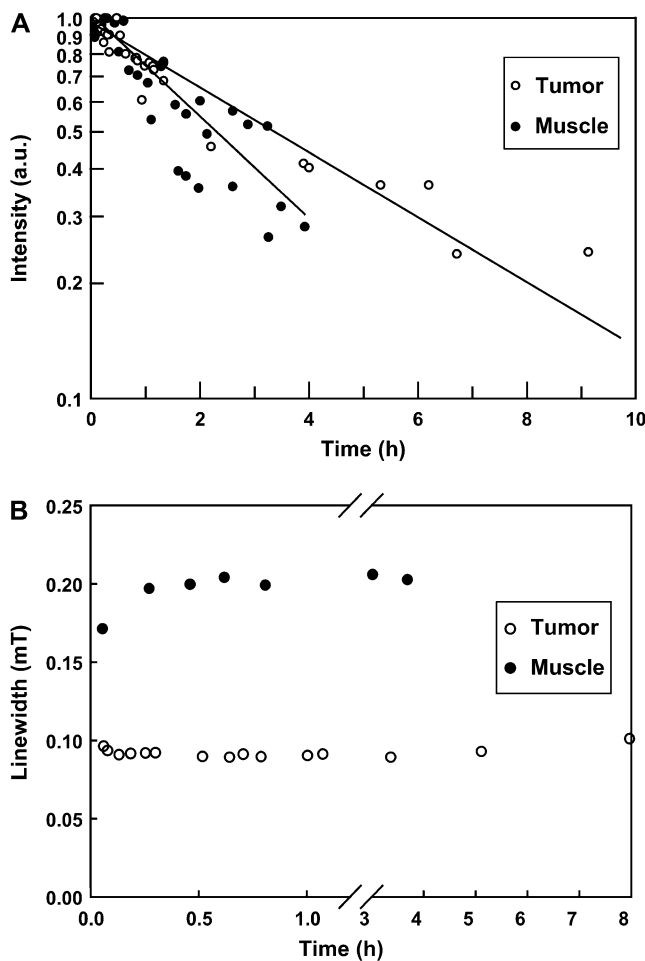 A
1.0
0.9
0.8
0.7
0.6
0.5
0.4
0.3
0.2
0.1
Intensity (a.u.)
Tumor
Muscle
0 2 4 6 8 10
Time (h)
B
0.25
0.20
0.15
0.10
0.05
0.00
Linewidth (mT)
Tumor
Muscle
0.0 0.5 1.0 3 4 5 6 7 8
Time (h)